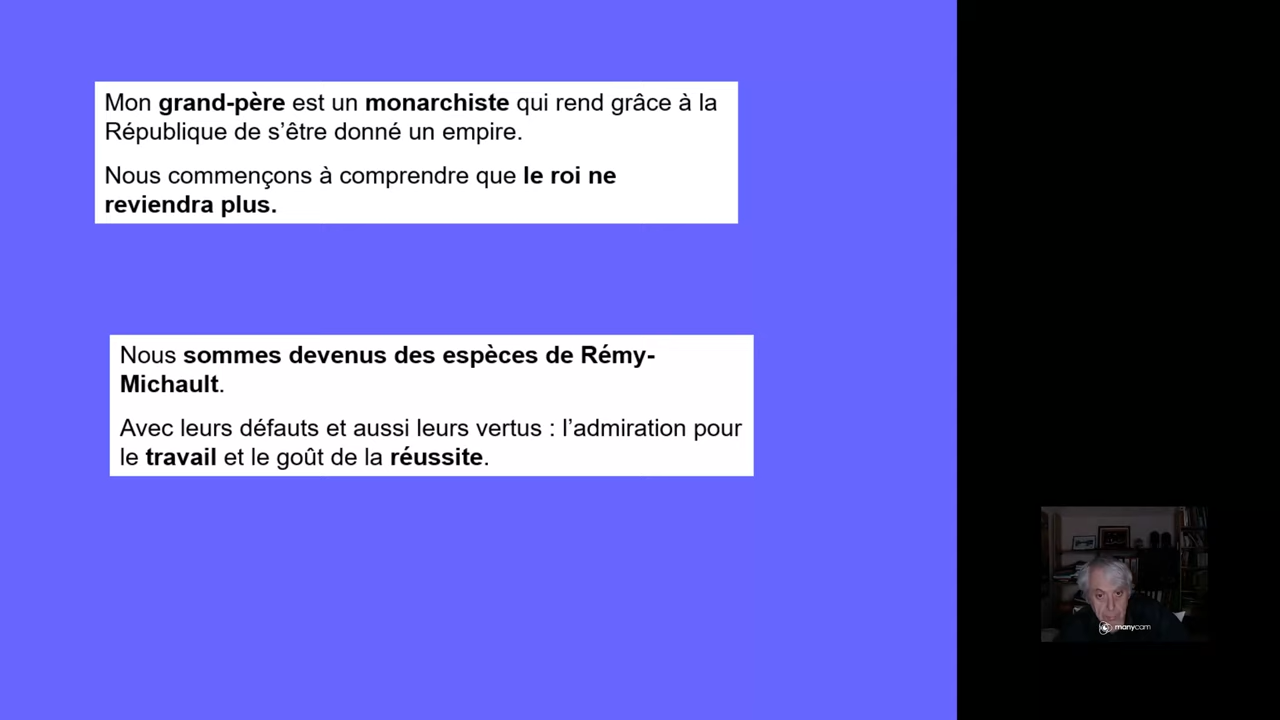 Mon grand-père est un monarchiste qui rend grâce à la
République de s’être donné un empire.
Nous commençons à comprendre que le roi ne
reviendra plus.
Nous sommes devenus des espèces de Rémy-
Michault.
Avec leurs défauts et aussi leurs vertus : l’admiration pour
le travail et le goût de la réussite.
manycam